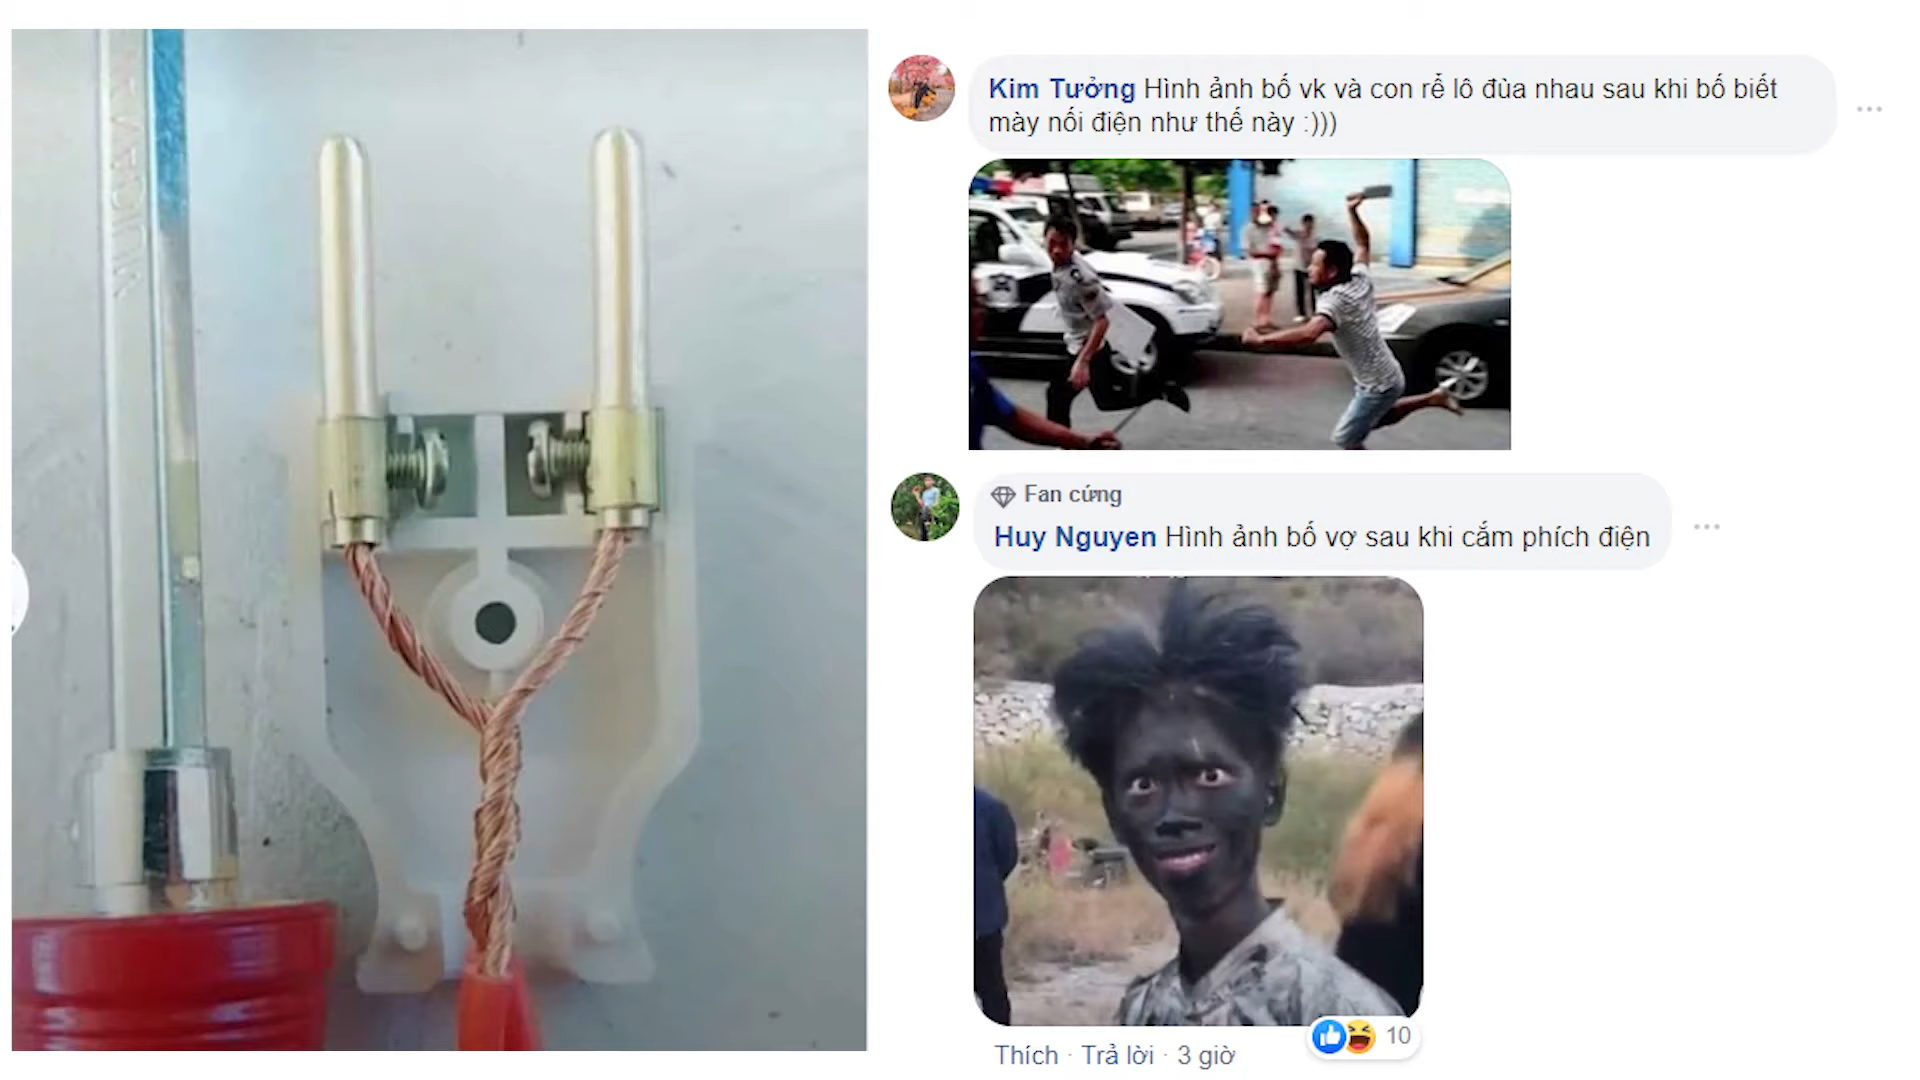 Kim Tưởng Hình ảnh bố vk và con rể lô đùa nhau sau khi bố biết
mày nối điện như thế này :)))
Fan cứng
Huy Nguyen Hình ảnh bố vợ sau khi cắm phích điện
10
Thích · Trả lời · 3 giờ